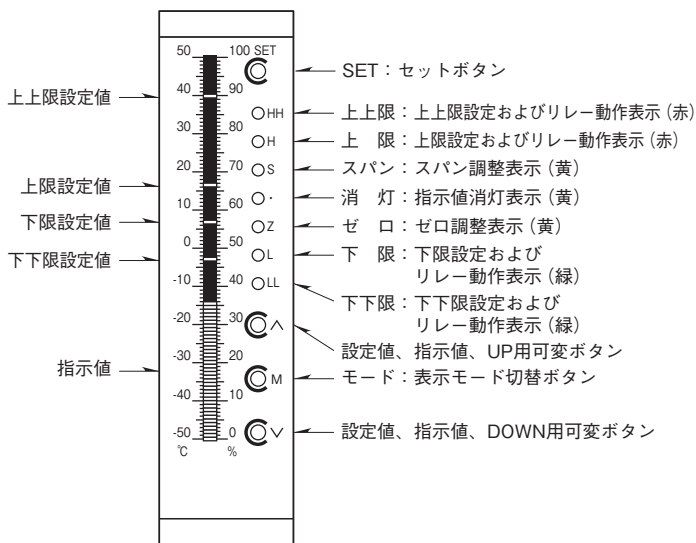 50 100 SET
SET：セットボタン
40 90
上上限設定値
HH 上上限：上上限設定およびリレー動作表示（赤）
30 80
H 上　限：上限設定およびリレー動作表示（赤）
20 70 S スパン：スパン調整表示（黄）
上限設定値
・ 消　灯：指示値消灯表示（黄）
10 60
下限設定値
Z ゼ　ロ：ゼロ調整表示（黄）
0 50
下下限設定値
L 下　限：下限設定および
リレー動作表示（緑）
-10 40 LL
下下限：下下限設定および
リレー動作表示（緑）
-20 30 ∧
設定値、指示値、UP用可変ボタン
-30 20
指示値
M モード：表示モード切替ボタン
-40 10
-50 0 ∨ 設定値、指示値、DOWN用可変ボタン
℃ %